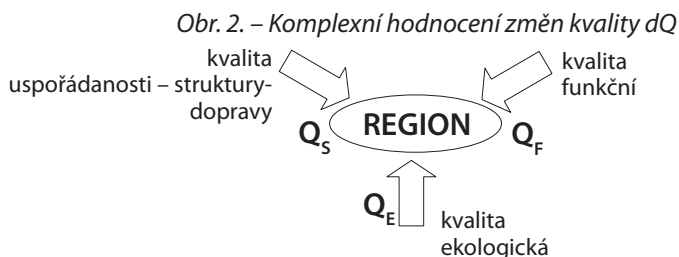 Obr. 2. – Komplexní hodnocení změn kvality dQ
kvalita
uspořádanosti – struktury-
dopravy
kvalita
funkční
Q_S
REGION
Q_F
Q_E
kvalita
ekologická